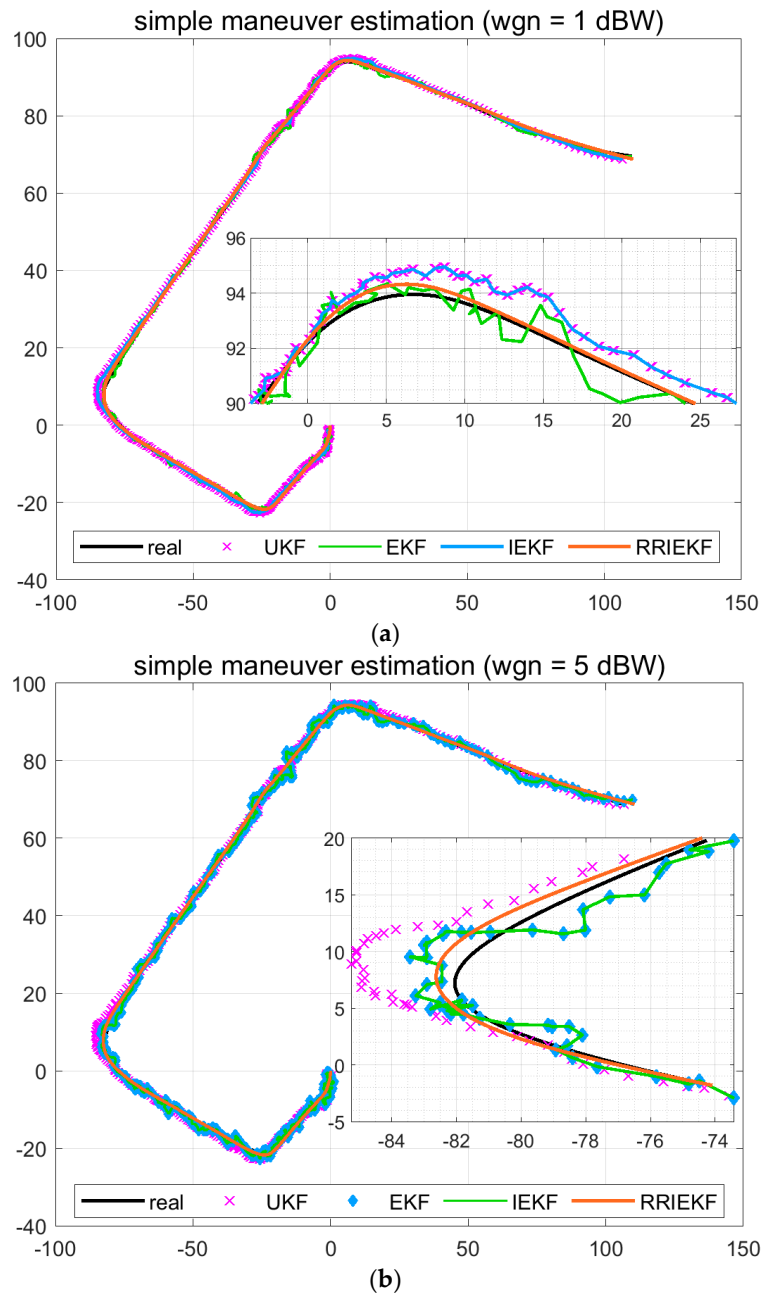 simple maneuver estimation (wgn = 1 dBW)
100
80
60
40
20
0
-20
-40
-100 -50 0 50 100 150
96
94
92
90
0 5 10 15 20 25
real UKF EKF IEKF RRIEKF
(a)
simple maneuver estimation (wgn = 5 dBW)
100
80
60
40
20
0
-20
-40
-100 -50 0 50 100 150
20
15
10
5
0
-5
-84 -82 -80 -78 -76 -74
real UKF EKF IEKF RRIEKF
(b)